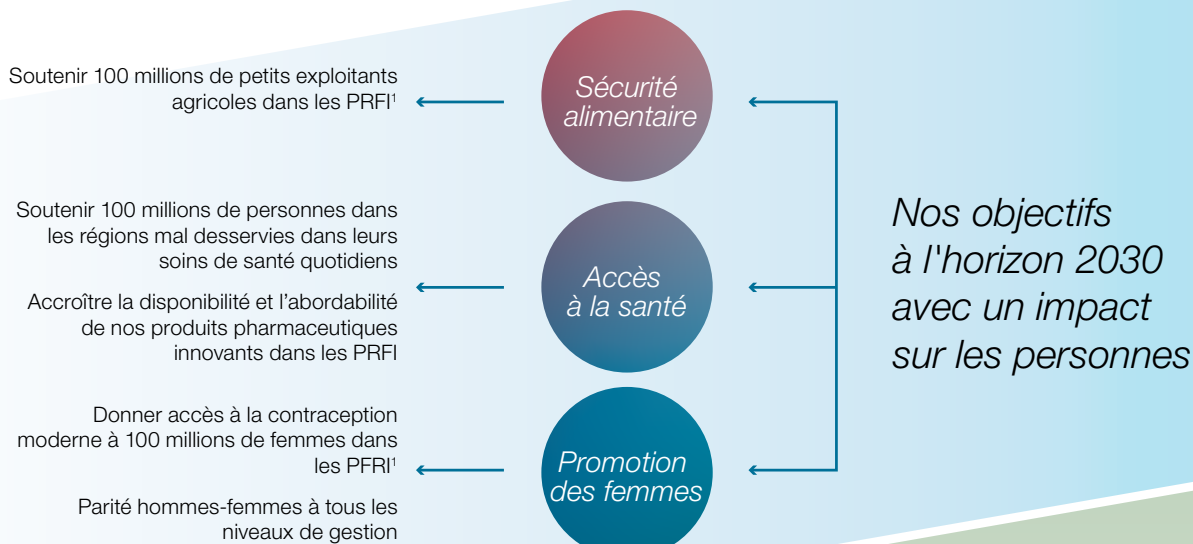 Soutenir 100 millions de petits exploitants
agricoles dans les PRFI¹
Sécurité
alimentaire
Soutenir 100 millions de personnes dans
les régions mal desservies dans leurs
soins de santé quotidiens
Accroître la disponibilité et l’abordabilité
de nos produits pharmaceutiques
innovants dans les PRFI
Accès
à la santé
Donner accès à la contraception
moderne à 100 millions de femmes dans
les PFRI¹
Parité hommes-femmes à tous les
niveaux de gestion
Promotion
des femmes
Nos objectifs
à l'horizon 2030
avec un impact
sur les personnes